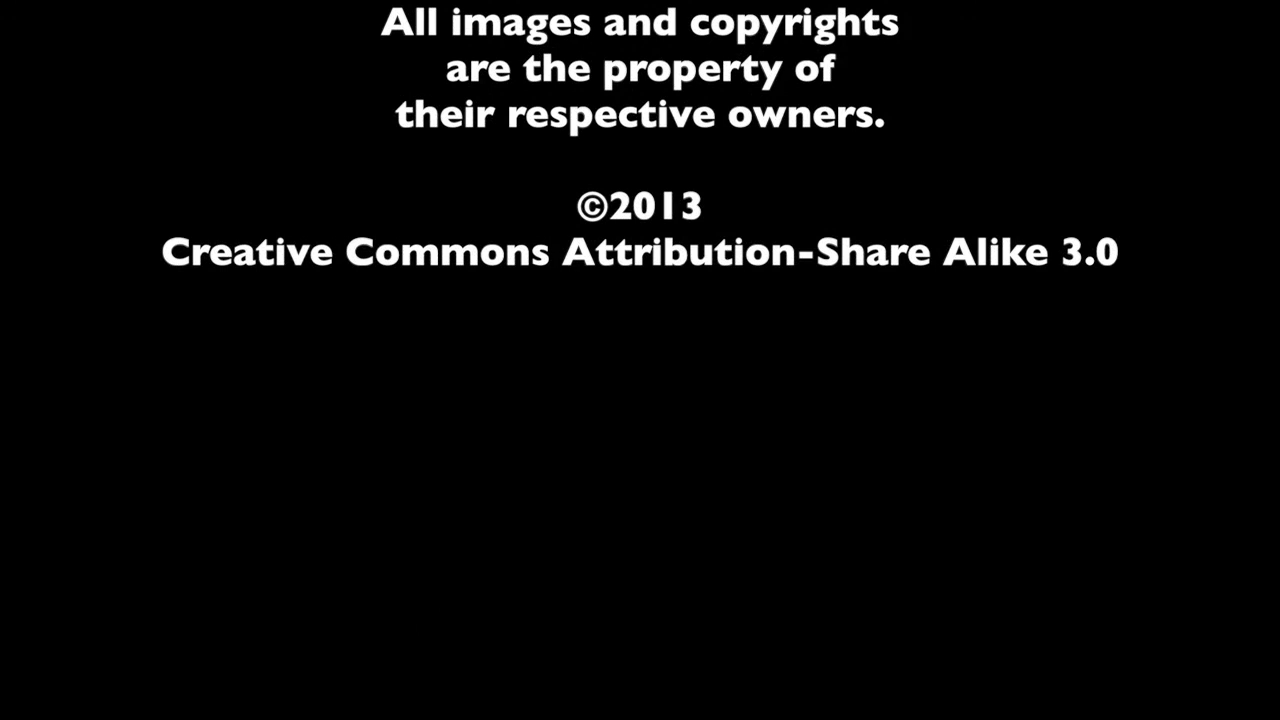 All images and copyrights
are the property of
their respective owners.
©2013
Creative Commons Attribution-Share Alike 3.0